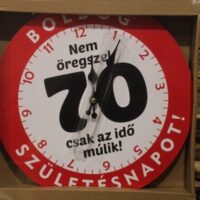 BOLDOG
Nem
öregszel
70
csak az idő
múlik!
SZÜLETÉSNAPOT!